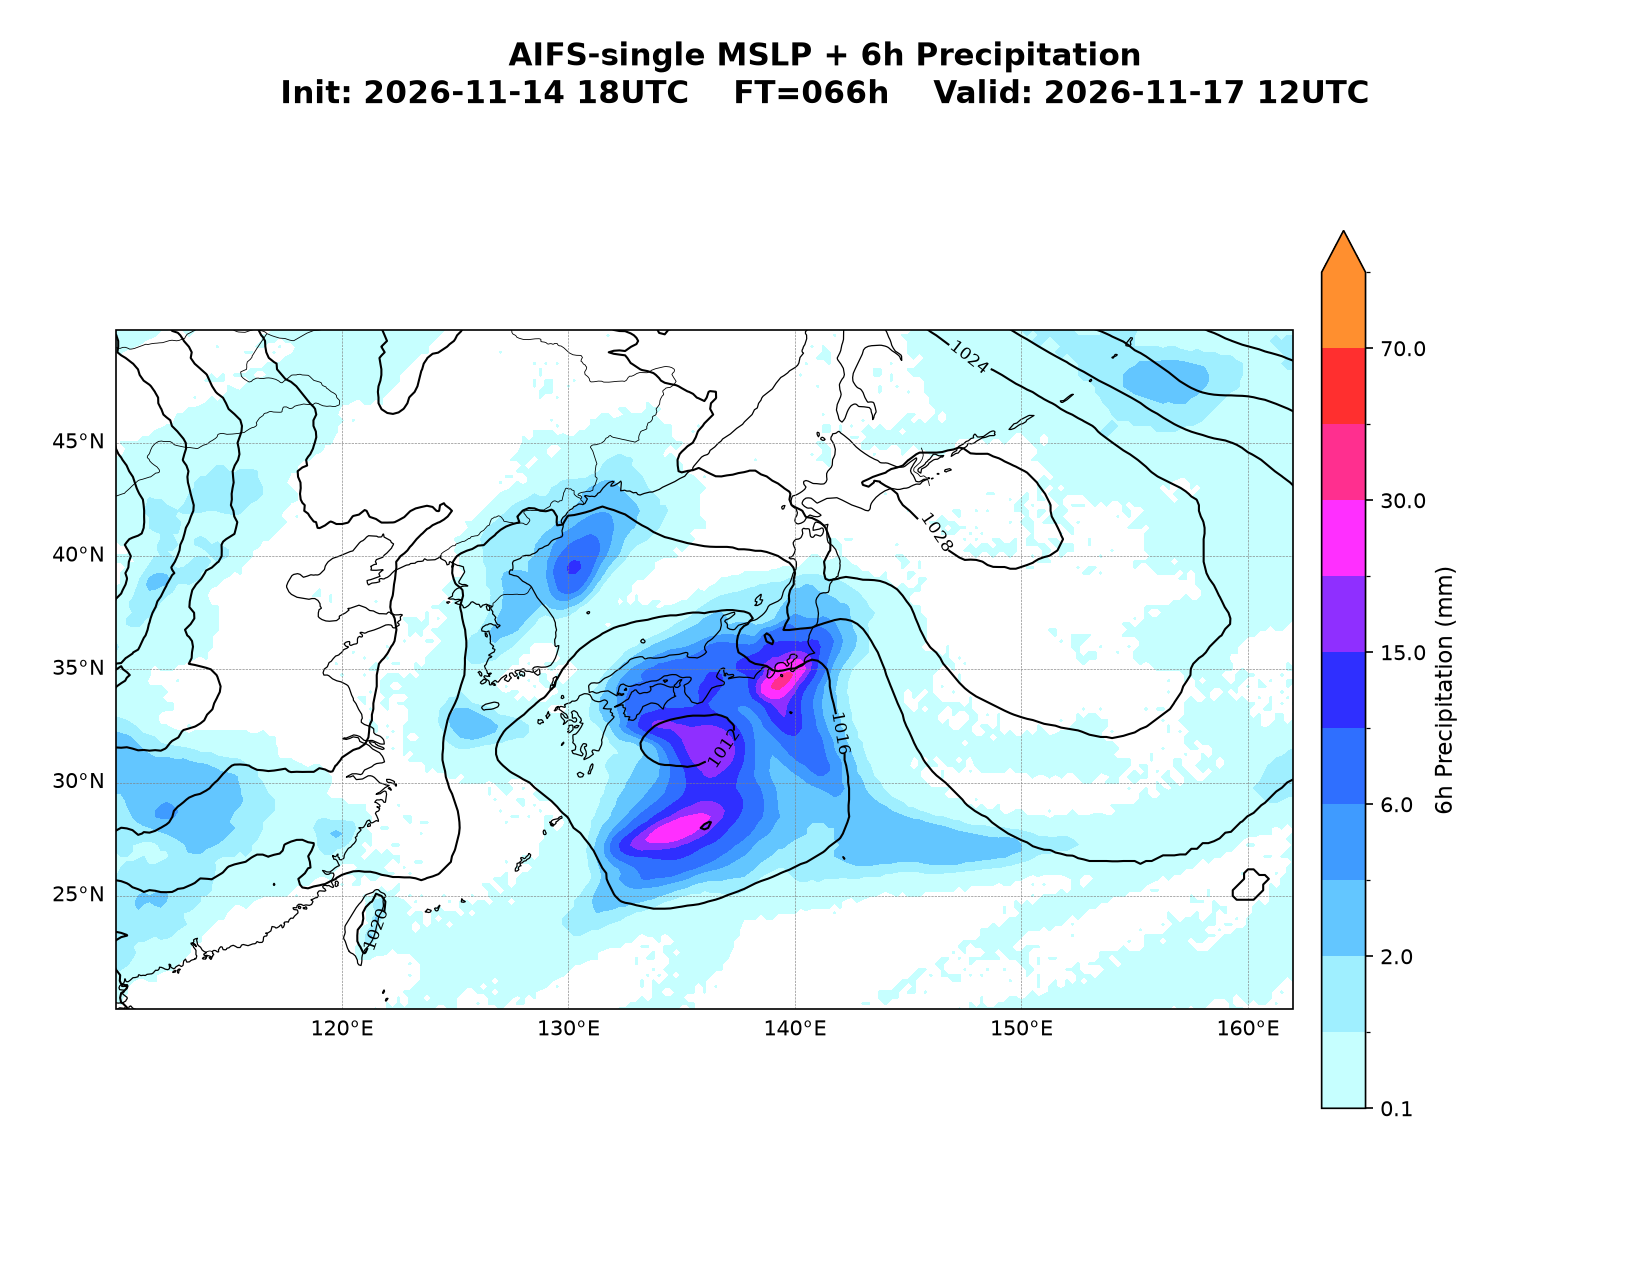 AIFS-single MSLP + 6h Precipitation
Init: 2026-11-14 18UTC    FT=066h    Valid: 2026-11-17 12UTC
70.0
30.0
15.0
6.0
2.0
0.1
6h Precipitation (mm)
45°N
40°N
35°N
30°N
25°N
120°E
130°E
140°E
150°E
160°E
1024
1028
1016
1012
1020